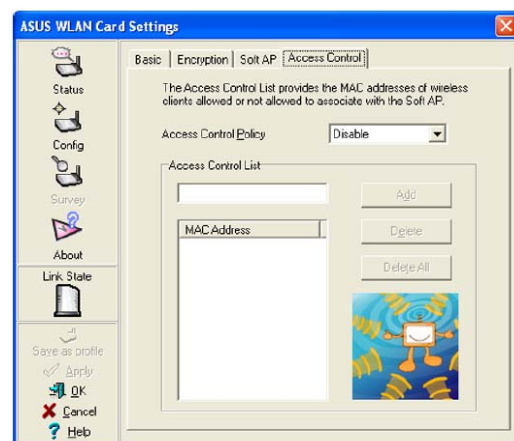 ASUS WLAN Card Settings
Status
Config
Survey
About
Link State
Save as profile
Apply
OK
Cancel
Help
Basic
Encryption
Soft AP
Access Control
The Access Control List provides the MAC addresses of wireless
clients allowed or not allowed to associate with the Soft AP.
Access Control Policy
Disable
Access Control List
Add
MAC Address
Delete
Delete All